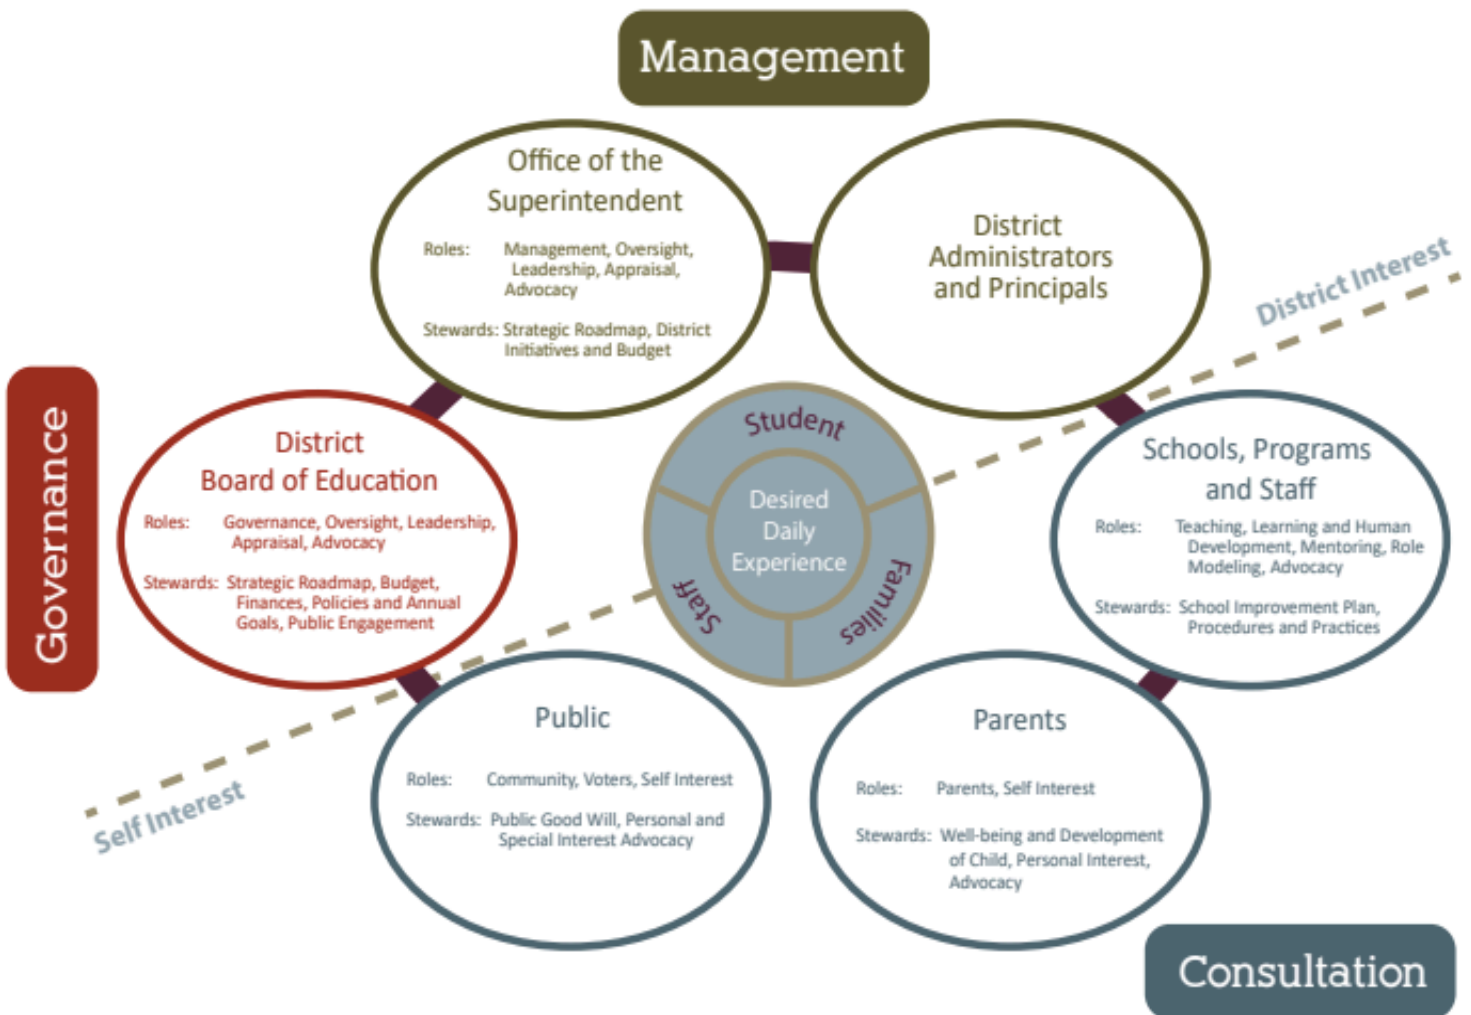 Management
Office of the
Superintendent
Roles: Management, Oversight,
Leadership, Appraisal,
Advocacy
Stewards: Strategic Roadmap, District
Initiatives and Budget
District
Administrators
and Principals
District Interest
Governance
District
Board of Education
Roles: Governance, Oversight, Leadership,
Appraisal, Advocacy
Stewards: Strategic Roadmap, Budget,
Finances, Policies and Annual
Goals, Public Engagement
Student
Desired
Daily
Experience
Staff
Families
Schools, Programs
and Staff
Roles: Teaching, Learning and Human
Development, Mentoring, Role
Modeling, Advocacy
Stewards: School Improvement Plan,
Procedures and Practices
Self Interest
Public
Roles: Community, Voters, Self Interest
Stewards: Public Good Will, Personal and
Special Interest Advocacy
Parents
Roles: Parents, Self Interest
Stewards: Well-being and Development
of Child, Personal Interest,
Advocacy
Consultation